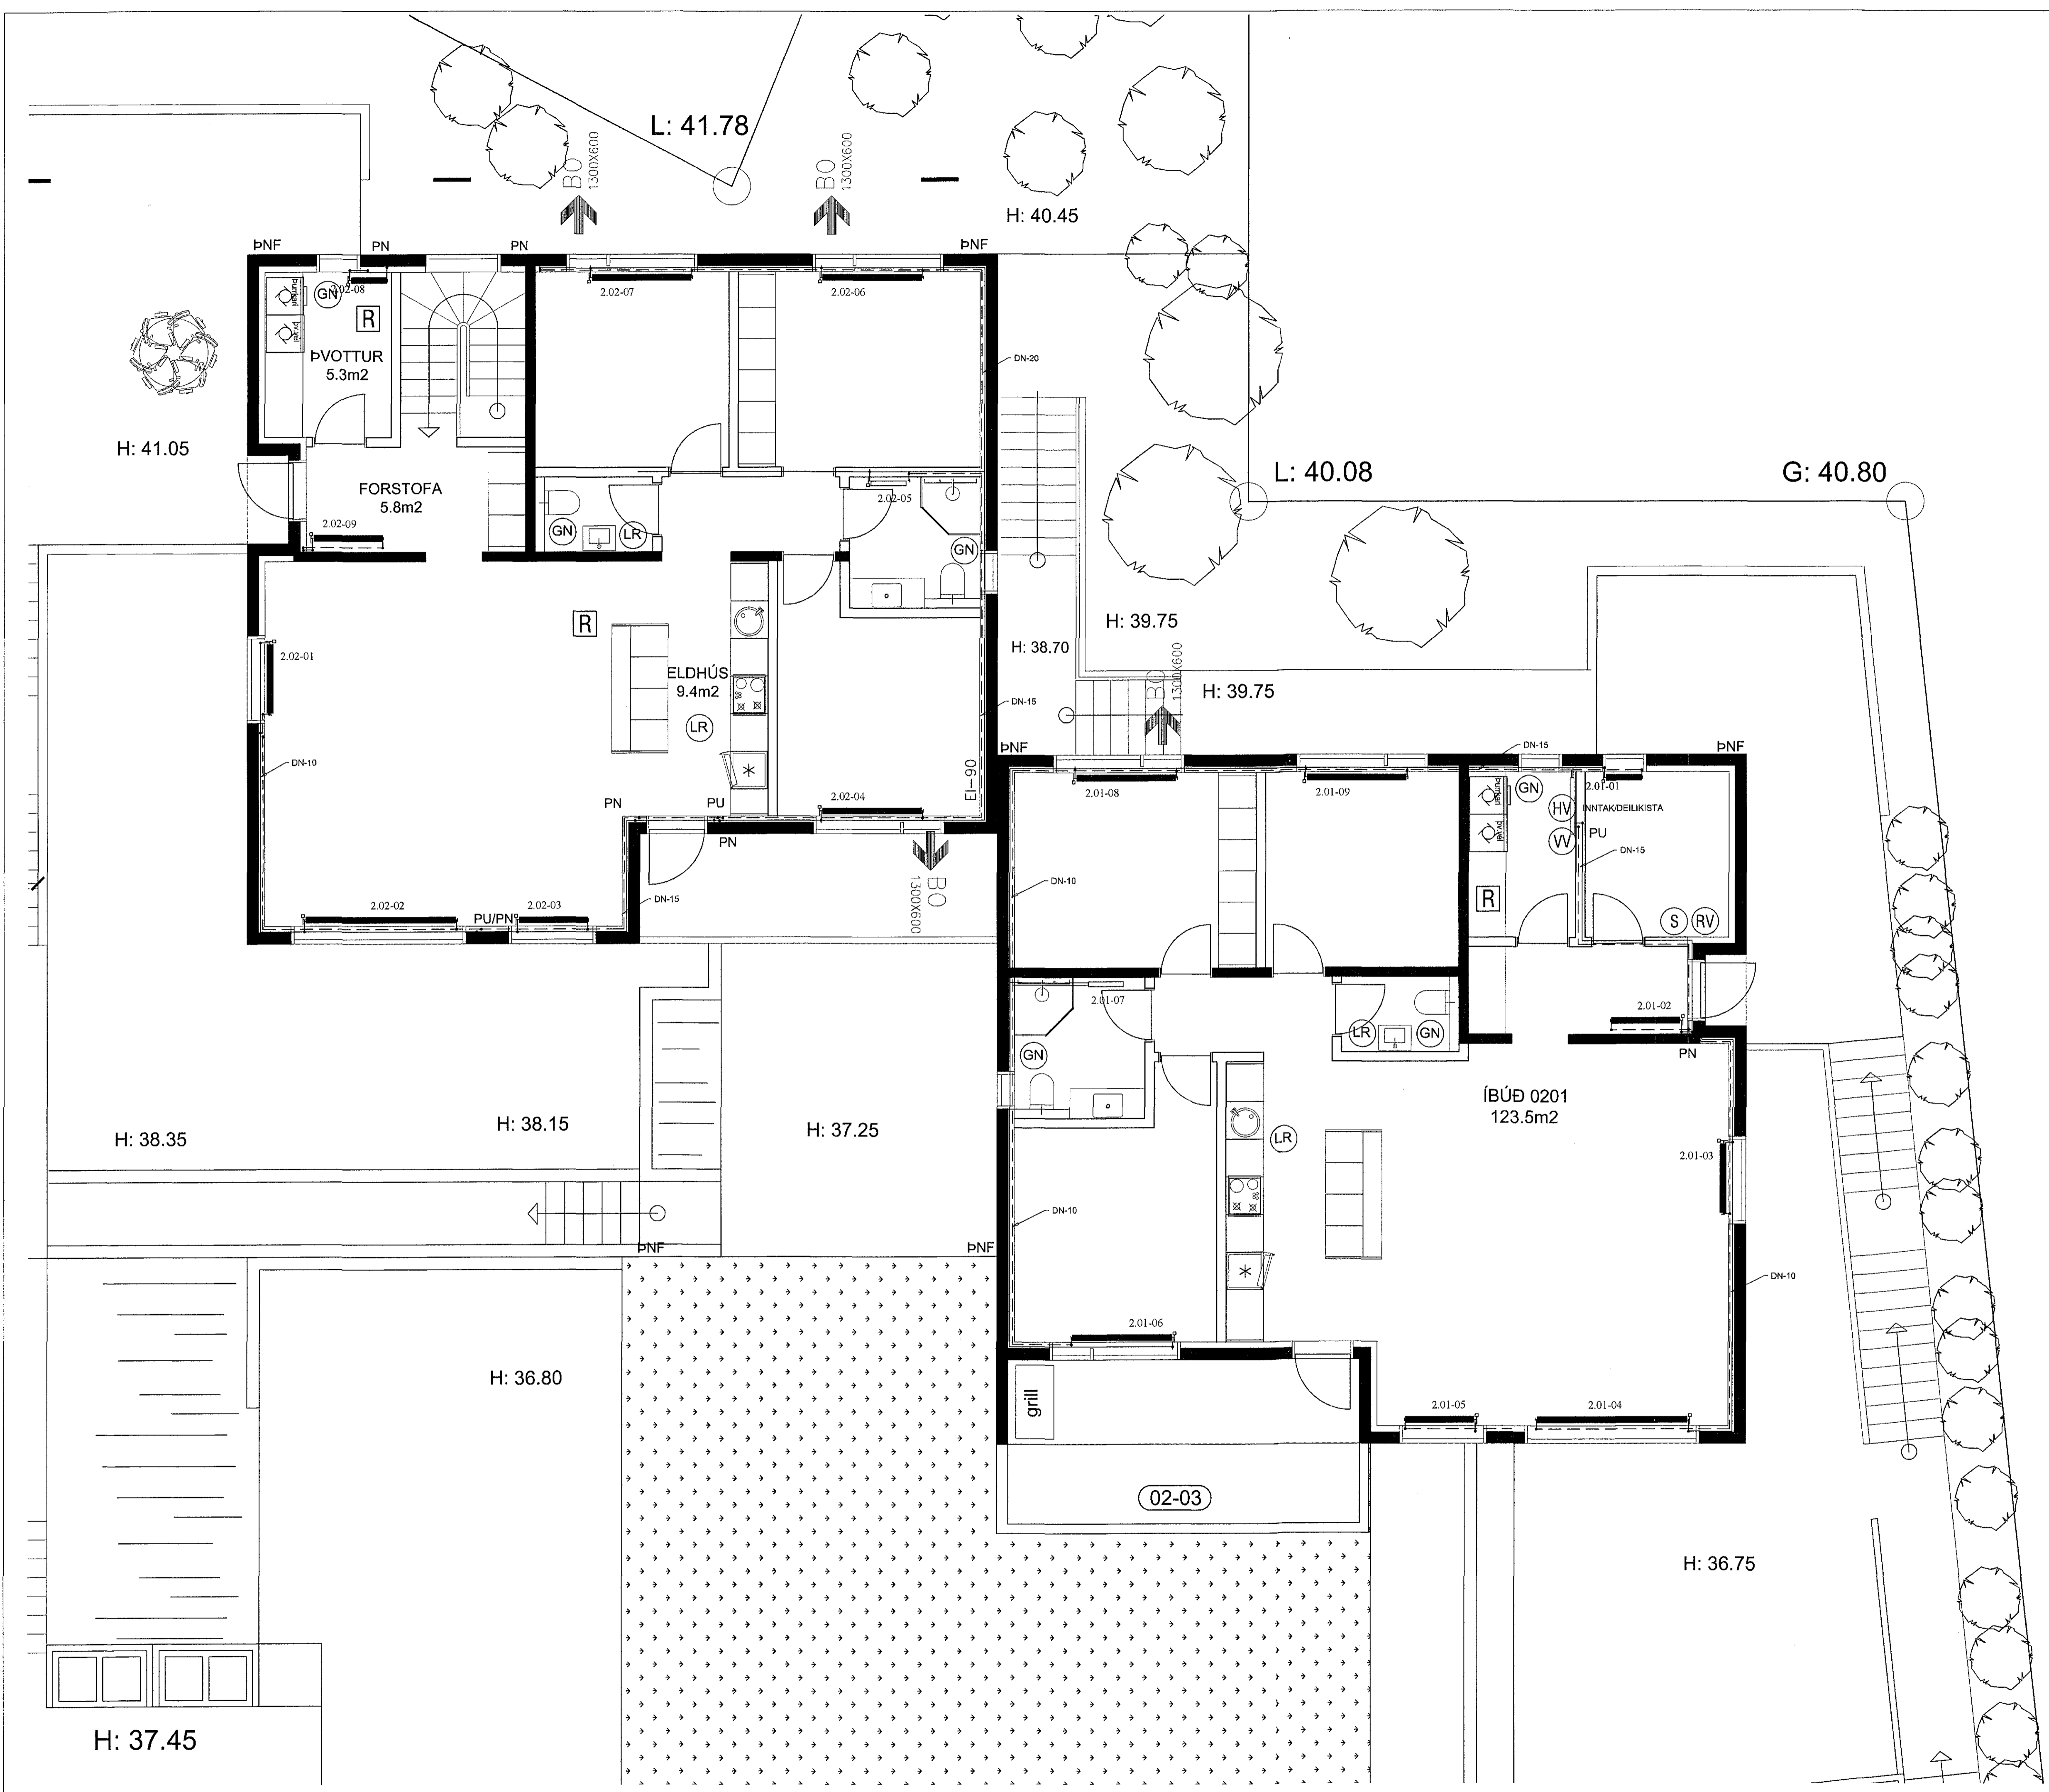 L: 41.78
BO
1300X600
BO
1300X600
H: 40.45
ÞNF
PN
PN
ÞNF
GN
2.02-08
2.02-07
2.02-06
Þurrkari
Þvottavél
R
ÞVOTTUR
5.3m2
DN-20
H: 41.05
L: 40.08
G: 40.80
FORSTOFA
5.8m2
2.02-05
2.02-09
GN
LR
GN
R
H: 39.75
H: 38.70
2.02-01
ELDHÚS
9.4m2
BO
1300X600
H: 39.75
DN-15
LR
DN-10
EI-90
ÞNF
DN-15
ÞNF
2.02-04
PN
PU
PN
2.01-08
2.01-09
GN
2.01-01
HV
INNTAK/DEILIKISTA
VV
PU
DN-15
BO
1300X600
DN-10
DN-15
R
2.02-02
PU/PN
2.02-03
S
RV
2.01-07
2.01-02
LR
GN
GN
PN
ÍBÚÐ 0201
123.5m2
H: 38.35
H: 38.15
H: 37.25
LR
2.01-03
DN-10
ÞNF
ÞNF
DN-10
2.01-06
H: 36.80
grill
2.01-05
2.01-04
02-03
H: 36.75
H: 37.45